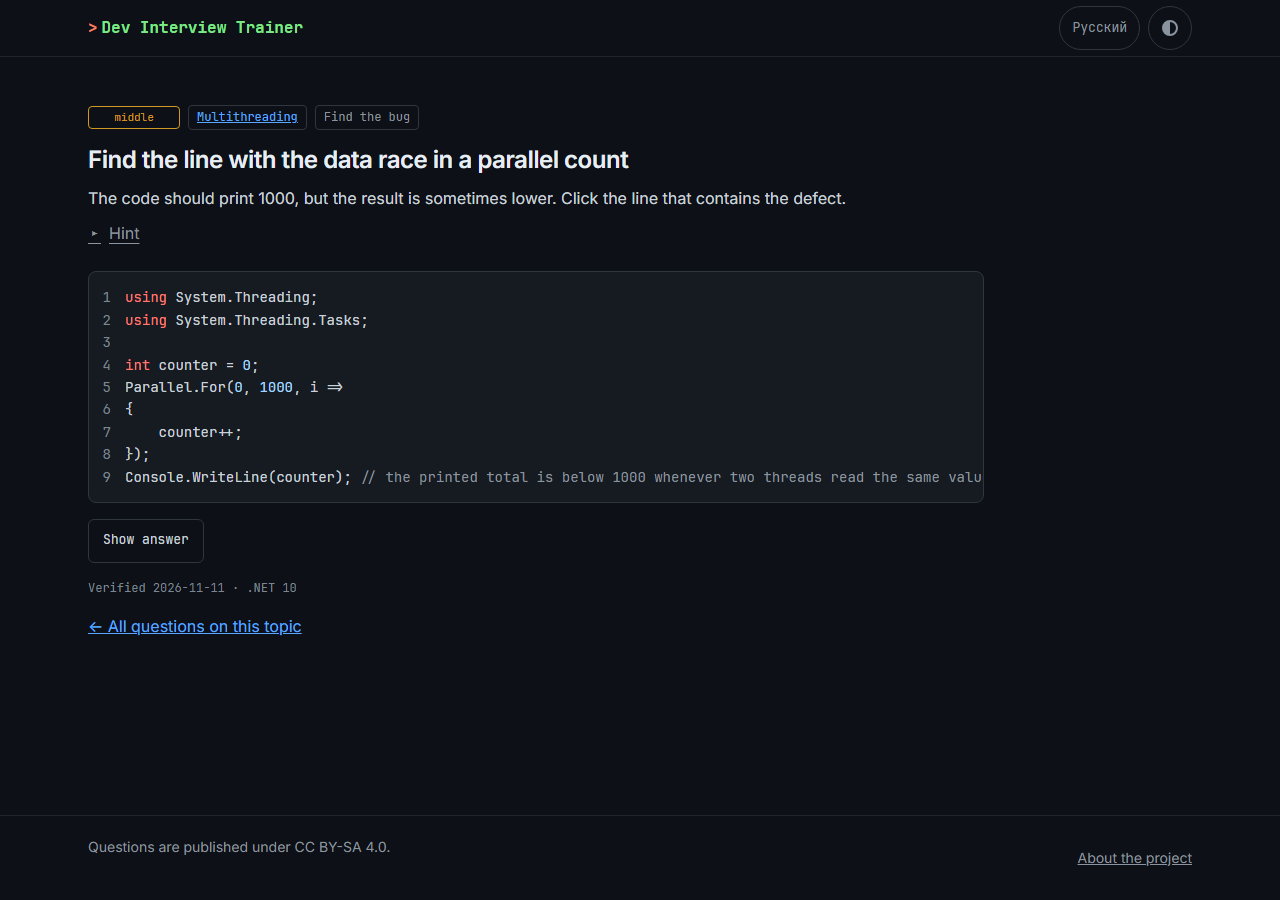 >Dev Interview Trainer
Русский
middle
Multithreading
Find the bug
Find the line with the data race in a parallel count
The code should print 1000, but the result is sometimes lower. Click the line that contains the defect.
▸ Hint
1 using System.Threading;
2 using System.Threading.Tasks;
3
4 int counter = 0;
5 Parallel.For(0, 1000, i =>
6 {
7     counter++;
8 });
9 Console.WriteLine(counter); // the printed total is below 1000 whenever two threads read the same valu
Show answer
Verified 2026-11-11 · .NET 10
← All questions on this topic
Questions are published under CC BY-SA 4.0.
About the project